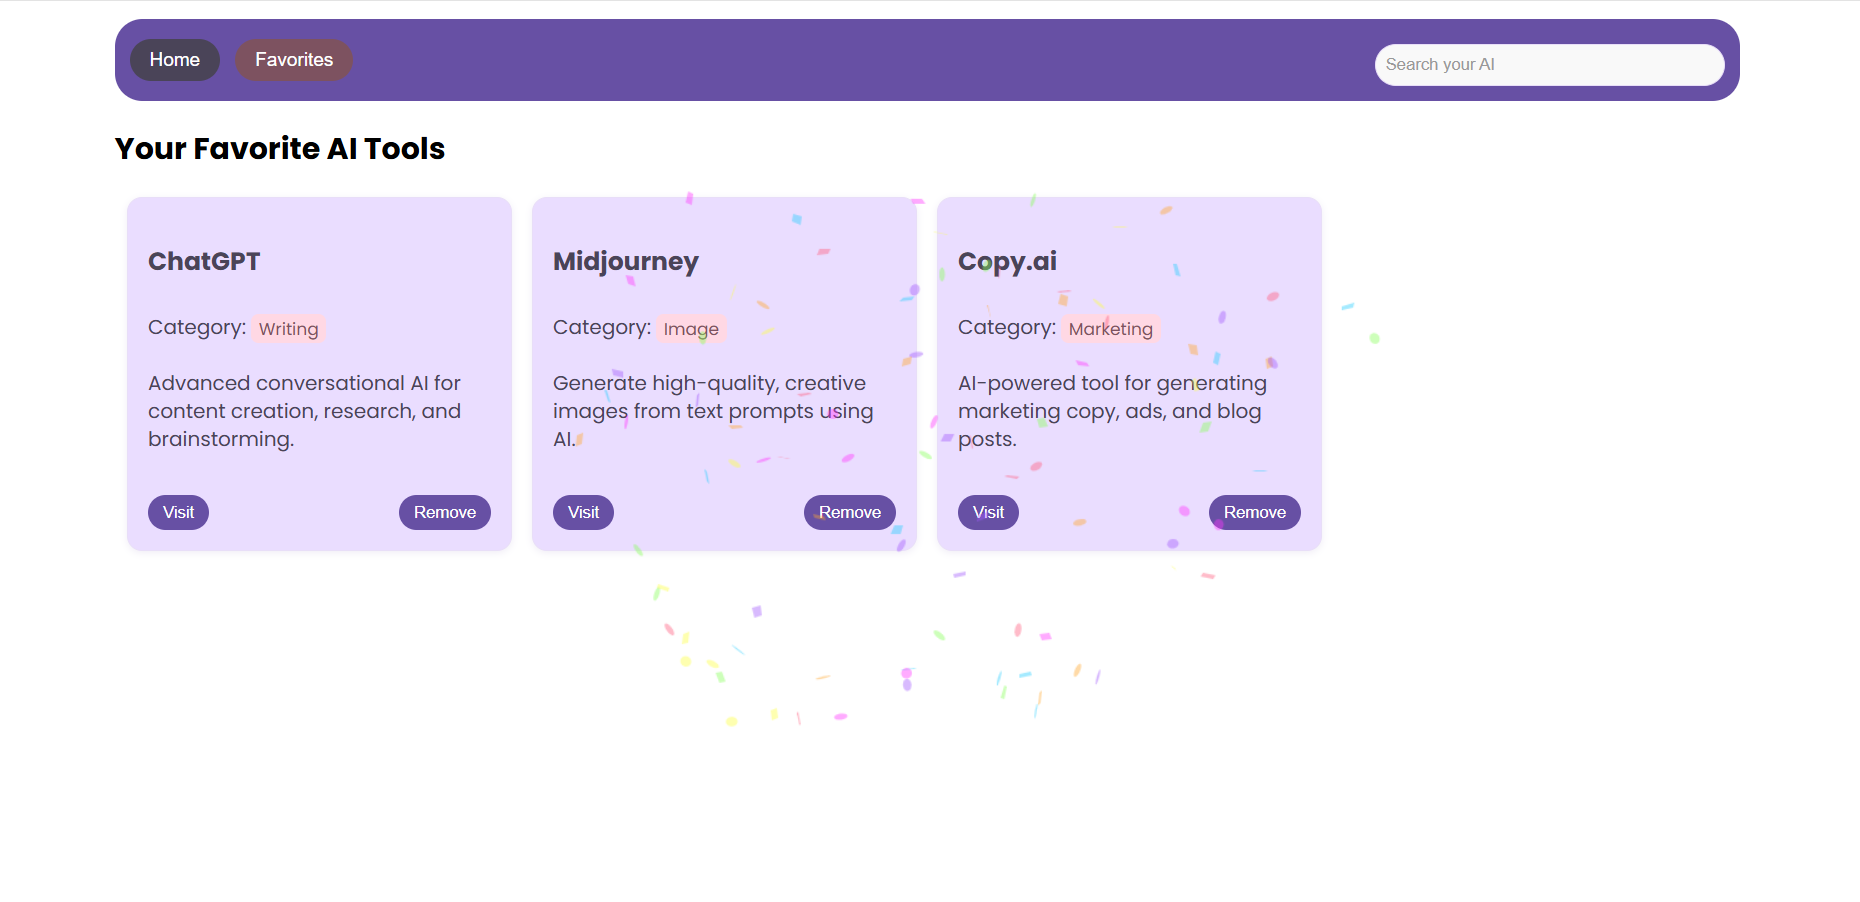 Home
Favorites
Search your AI
Your Favorite AI Tools
ChatGPT
Category: Writing
Advanced conversational AI for
content creation, research, and
brainstorming.
Visit
Remove
Midjourney
Category: Image
Generate high-quality, creative
images from text prompts using
AI.
Visit
Remove
Copy.ai
Category: Marketing
AI-powered tool for generating
marketing copy, ads, and blog
posts.
Visit
Remove